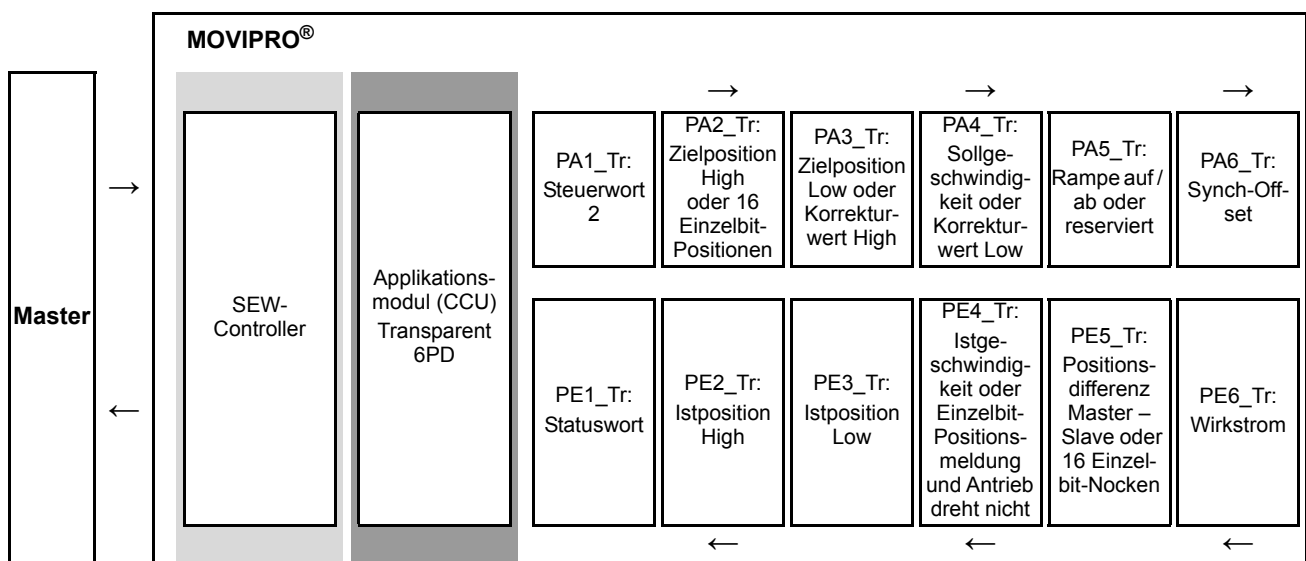 MOVIPRO®
Master
→
←
SEW-
Controller
Applikations-
modul (CCU)
Transparent
6PD
→
→
→
PA1_Tr:
Steuerwort
2
PA2_Tr:
Zielposition
High
oder 16
Einzelbit-
Positionen
PA3_Tr:
Zielposition
Low oder
Korrektur-
wert High
PA4_Tr:
Sollge-
schwindig-
keit oder
Korrektur-
wert Low
PA5_Tr:
Rampe auf /
ab oder
reserviert
PA6_Tr:
Synch-Off-
set
PE1_Tr:
Statuswort
PE2_Tr:
Istposition
High
PE3_Tr:
Istposition
Low
PE4_Tr:
Istge-
schwindig-
keit oder
Einzelbit-
Positions-
meldung
und Antrieb
dreht nicht
PE5_Tr:
Positions-
differenz
Master –
Slave oder
16 Einzel-
bit-Nocken
PE6_Tr:
Wirkstrom
←
←
←